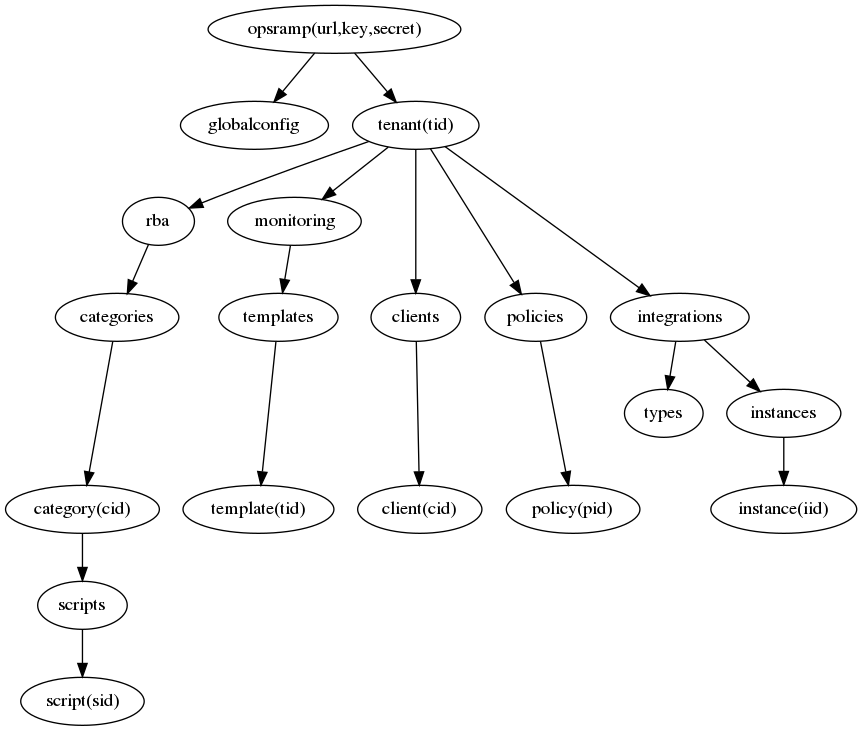 opsramp(url,key,secret)
globalconfig
tenant(tid)
rba
monitoring
categories
templates
clients
policies
integrations
types
instances
category(cid)
template(tid)
client(cid)
policy(pid)
instance(iid)
scripts
script(sid)